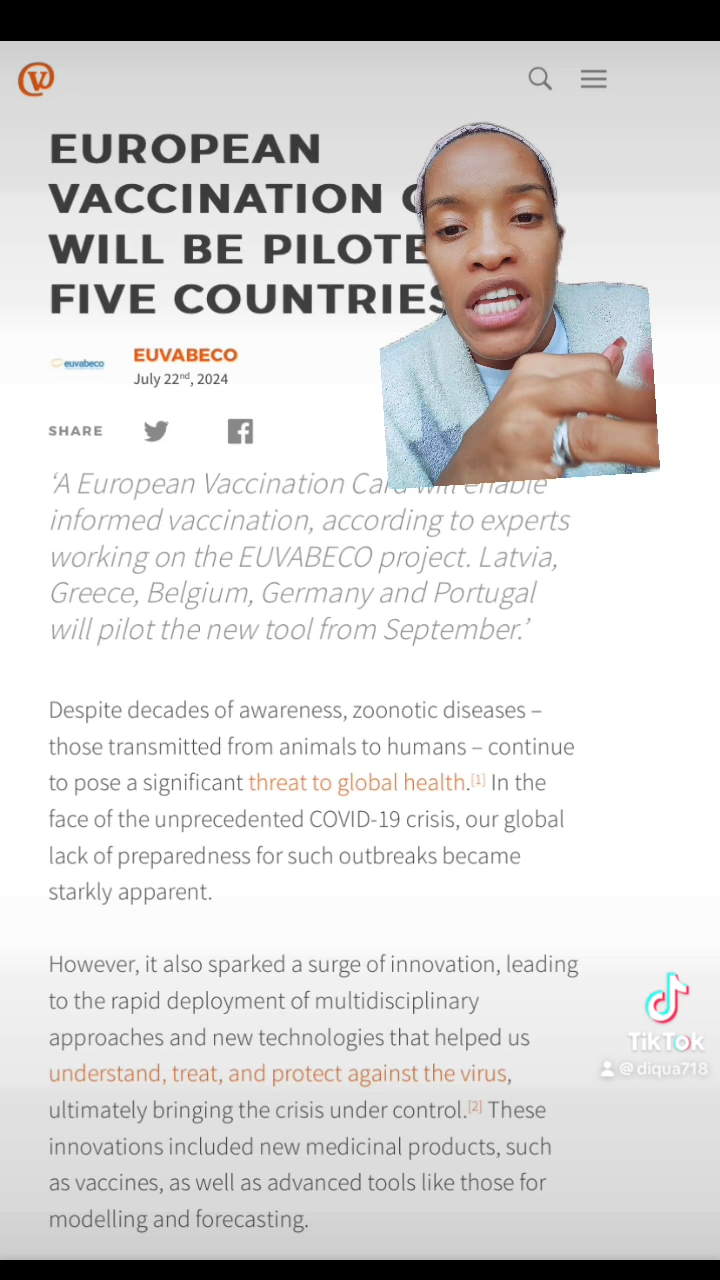 EUROPEAN
VACCINATION
WILL BE PILOTE
FIVE COUNTRIES
euvabeco
EUVABECO
July 22nd, 2024
SHARE
‘A European Vaccination Card will enable
informed vaccination, according to experts
working on the EUVABECO project. Latvia,
Greece, Belgium, Germany and Portugal
will pilot the new tool from September.’
Despite decades of awareness, zoonotic diseases –
those transmitted from animals to humans – continue
to pose a significant threat to global health.[1] In the
face of the unprecedented COVID-19 crisis, our global
lack of preparedness for such outbreaks became
starkly apparent.
However, it also sparked a surge of innovation, leading
to the rapid deployment of multidisciplinary
approaches and new technologies that helped us
understand, treat, and protect against the virus,
ultimately bringing the crisis under control.[2] These
innovations included new medicinal products, such
as vaccines, as well as advanced tools like those for
modelling and forecasting.
TikTok
@diqua718